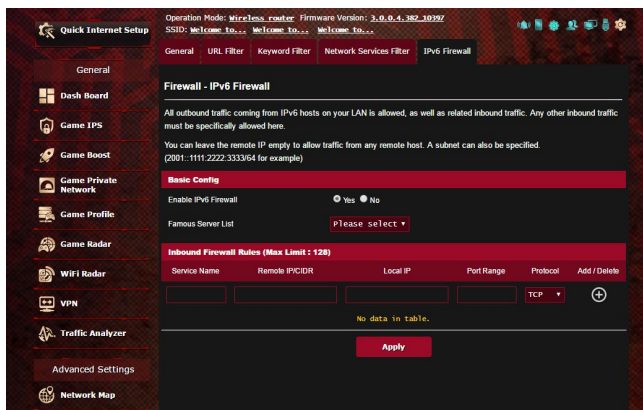 Quick Internet Setup
General
Dash Board
Game IPS
Game Boost
Game Private
Network
Game Profile
Game Radar
WiFi Radar
VPN
Traffic Analyzer
Advanced Settings
Network Map
Operation Mode: Wireless router Firmware Version: 3.0.0.4.382_10397
SSID: Welcome to... Welcome to... Welcome to...
General URL Filter Keyword Filter Network Services Filter IPv6 Firewall
Firewall - IPv6 Firewall
All outbound traffic coming from IPv6 hosts on your LAN is allowed, as well as related inbound traffic. Any other inbound traffic
must be specifically allowed here.
You can leave the remote IP empty to allow traffic from any remote host. A subnet can also be specified.
(2001::1111:2222:3333/64 for example)
Basic Config
Enable IPv6 Firewall Yes No
Famous Server List Please select
Inbound Firewall Rules (Max Limit : 128)
Service Name Remote IP/CIDR Local IP Port Range Protocol Add / Delete
TCP
No data in table.
Apply